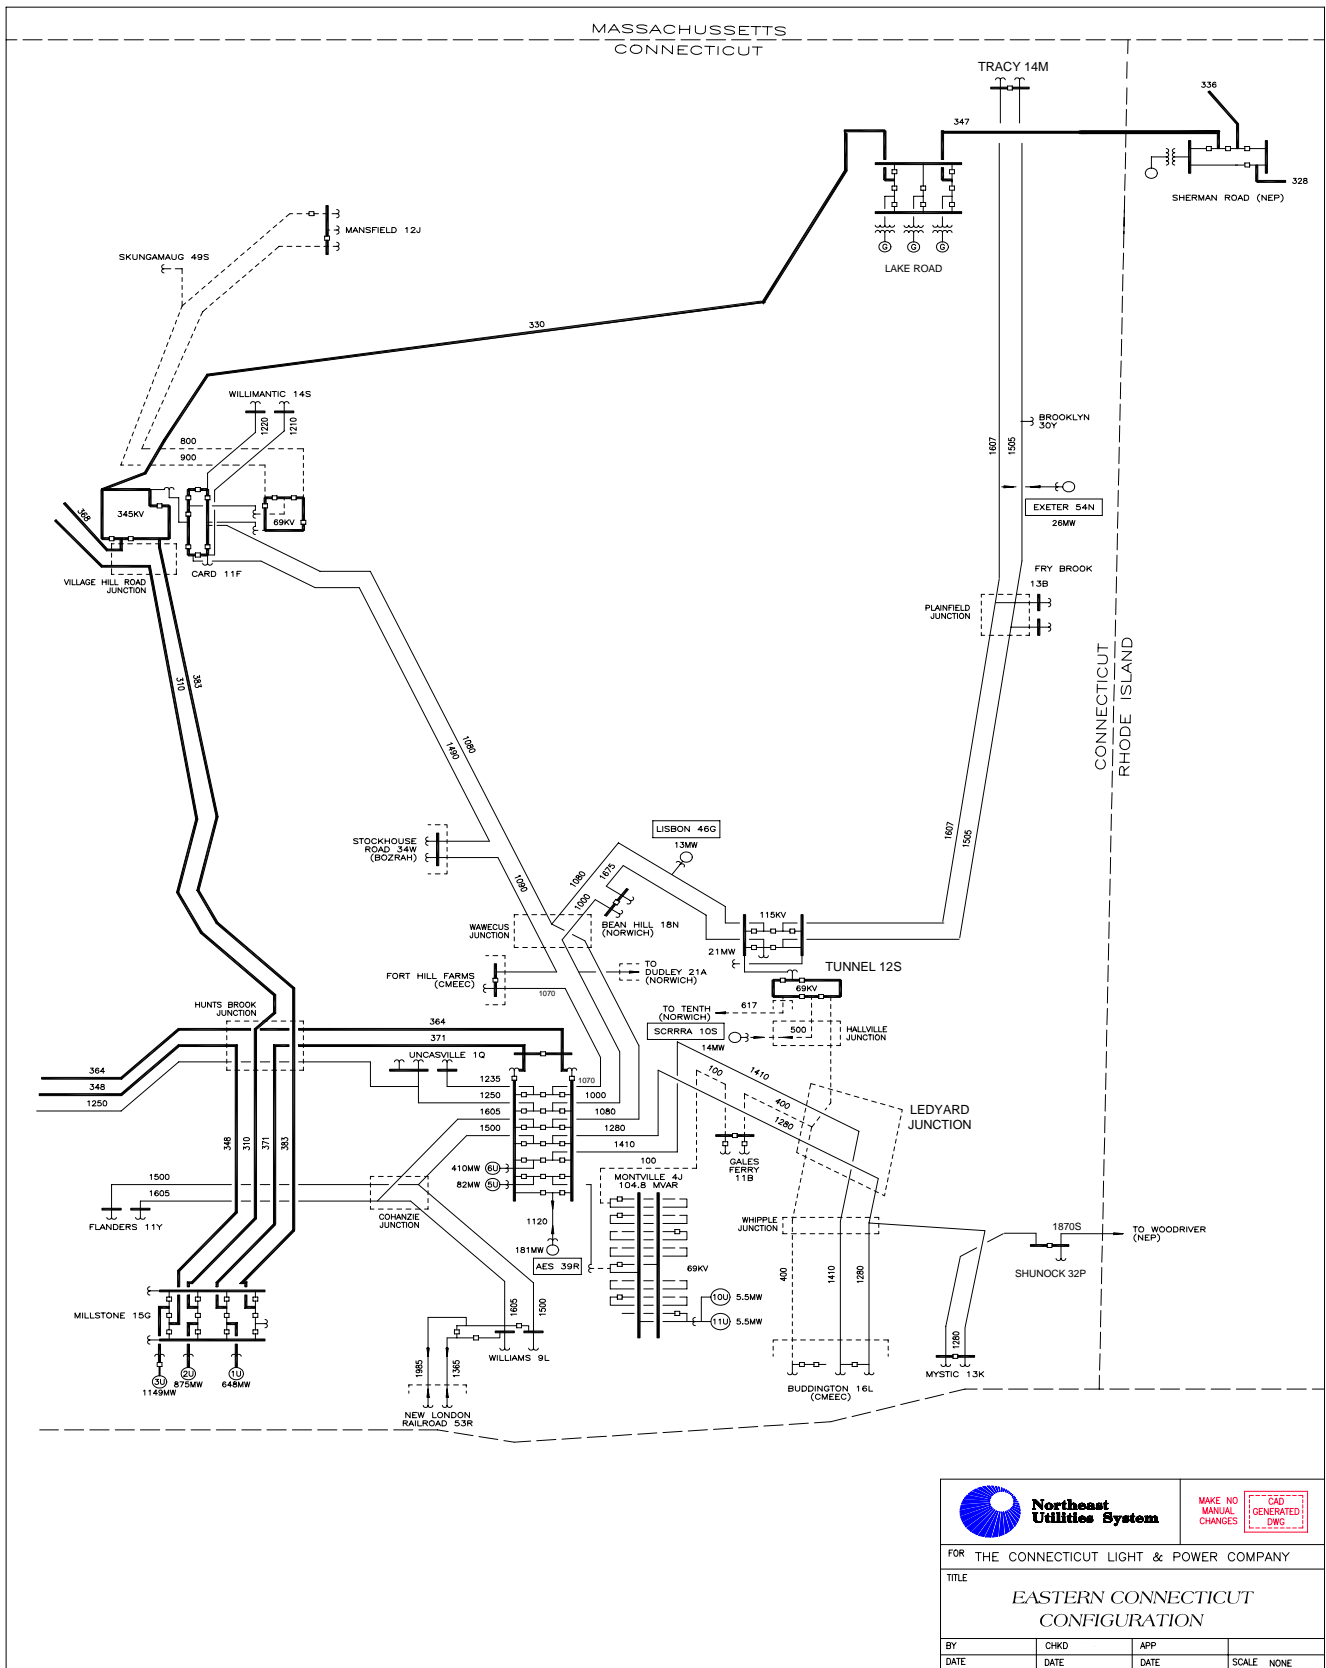 MASSACHUSSETTS
CONNECTICUT
TRACY 14M
336
347
328
SHERMAN ROAD (NEP)
MANSFIELD 12J
SKUNGAMAUG 49S
G
G
G
LAKE ROAD
330
WILLIMANTIC 14S
1220
1210
800
900
BROOKLYN
30Y
1607
1505
345KV
368
69KV
EXETER 54N
26MW
CARD 11F
VILLAGE HILL ROAD
JUNCTION
FRY BROOK
13B
PLAINFIELD
JUNCTION
CONNECTICUT
RHODE ISLAND
310
383
1490
1080
LISBON 46G
13MW
1607
1505
STOCKHOUSE
ROAD 34W
(BOZRAH)
1090
1080
1675
1000
115KV
BEAN HILL 18N
(NORWICH)
WAWECUS
JUNCTION
21MW
TUNNEL 12S
TO
DUDLEY 21A
(NORWICH)
FORT HILL FARMS
(CMEEC)
1070
69KV
HUNTS BROOK
JUNCTION
TO TENTH
(NORWICH)
617
SCRRRA 10S
14MW
500
HALLVILLE
JUNCTION
364
371
UNCASVILLE 1Q
364
348
1250
1235
1250
1605
1500
1070
1000
1080
1280
1410
100
100
1410
400
1280
LEDYARD
JUNCTION
348
310
371
383
410MW
6U
82MW
5U
GALES
FERRY
11B
MONTVILLE 4J
104.8 MVAR
1500
1605
FLANDERS 11Y
COHANZIE
JUNCTION
1120
181MW
AES 39R
69KV
WHIPPLE
JUNCTION
1870S
TO WOODRIVER
(NEP)
SHUNOCK 32P
400
1410
1280
10U
5.5MW
11U
5.5MW
MILLSTONE 15G
3U
2U
1U
1149MW
875MW
648MW
1605
1500
WILLIAMS 9L
1985
1365
NEW LONDON
RAILROAD 53R
BUDDINGTON 16L
(CMEEC)
1280
MYSTIC 13K
Northeast
Utilities System
MAKE NO
MANUAL
CHANGES
CAD
GENERATED
DWG
FOR THE CONNECTICUT LIGHT & POWER COMPANY
TITLE
EASTERN CONNECTICUT
CONFIGURATION
BY
CHKD
APP
DATE
DATE
DATE
SCALE NONE